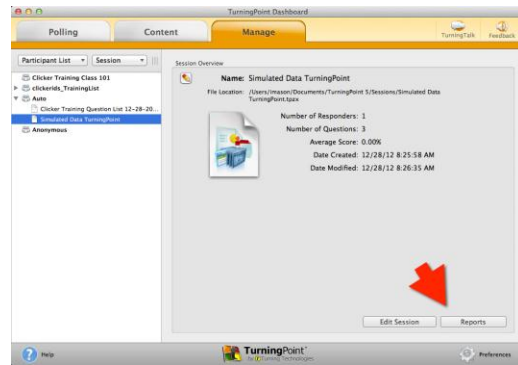 TurningPoint Dashboard
Polling
Content
Manage
TurningTalk
Feedback
Participant List
Session
Clicker Training Class 101
clickerids_TrainingList
Auto
Clicker Training Question List 12-28-20...
Simulated Data TurningPoint
Anonymous
Session Overview
Name: Simulated Data TurningPoint
File Location: /Users/imason/Documents/TurningPoint 5/Sessions/Simulated Data
TurningPoint.tpzx
Number of Responders: 1
Number of Questions: 3
Average Score: 0.00%
Date Created: 12/28/12 8:25:58 AM
Date Modified: 12/28/12 8:26:35 AM
Edit Session
Reports
Help
TurningPoint
by Turning Technologies
Preferences